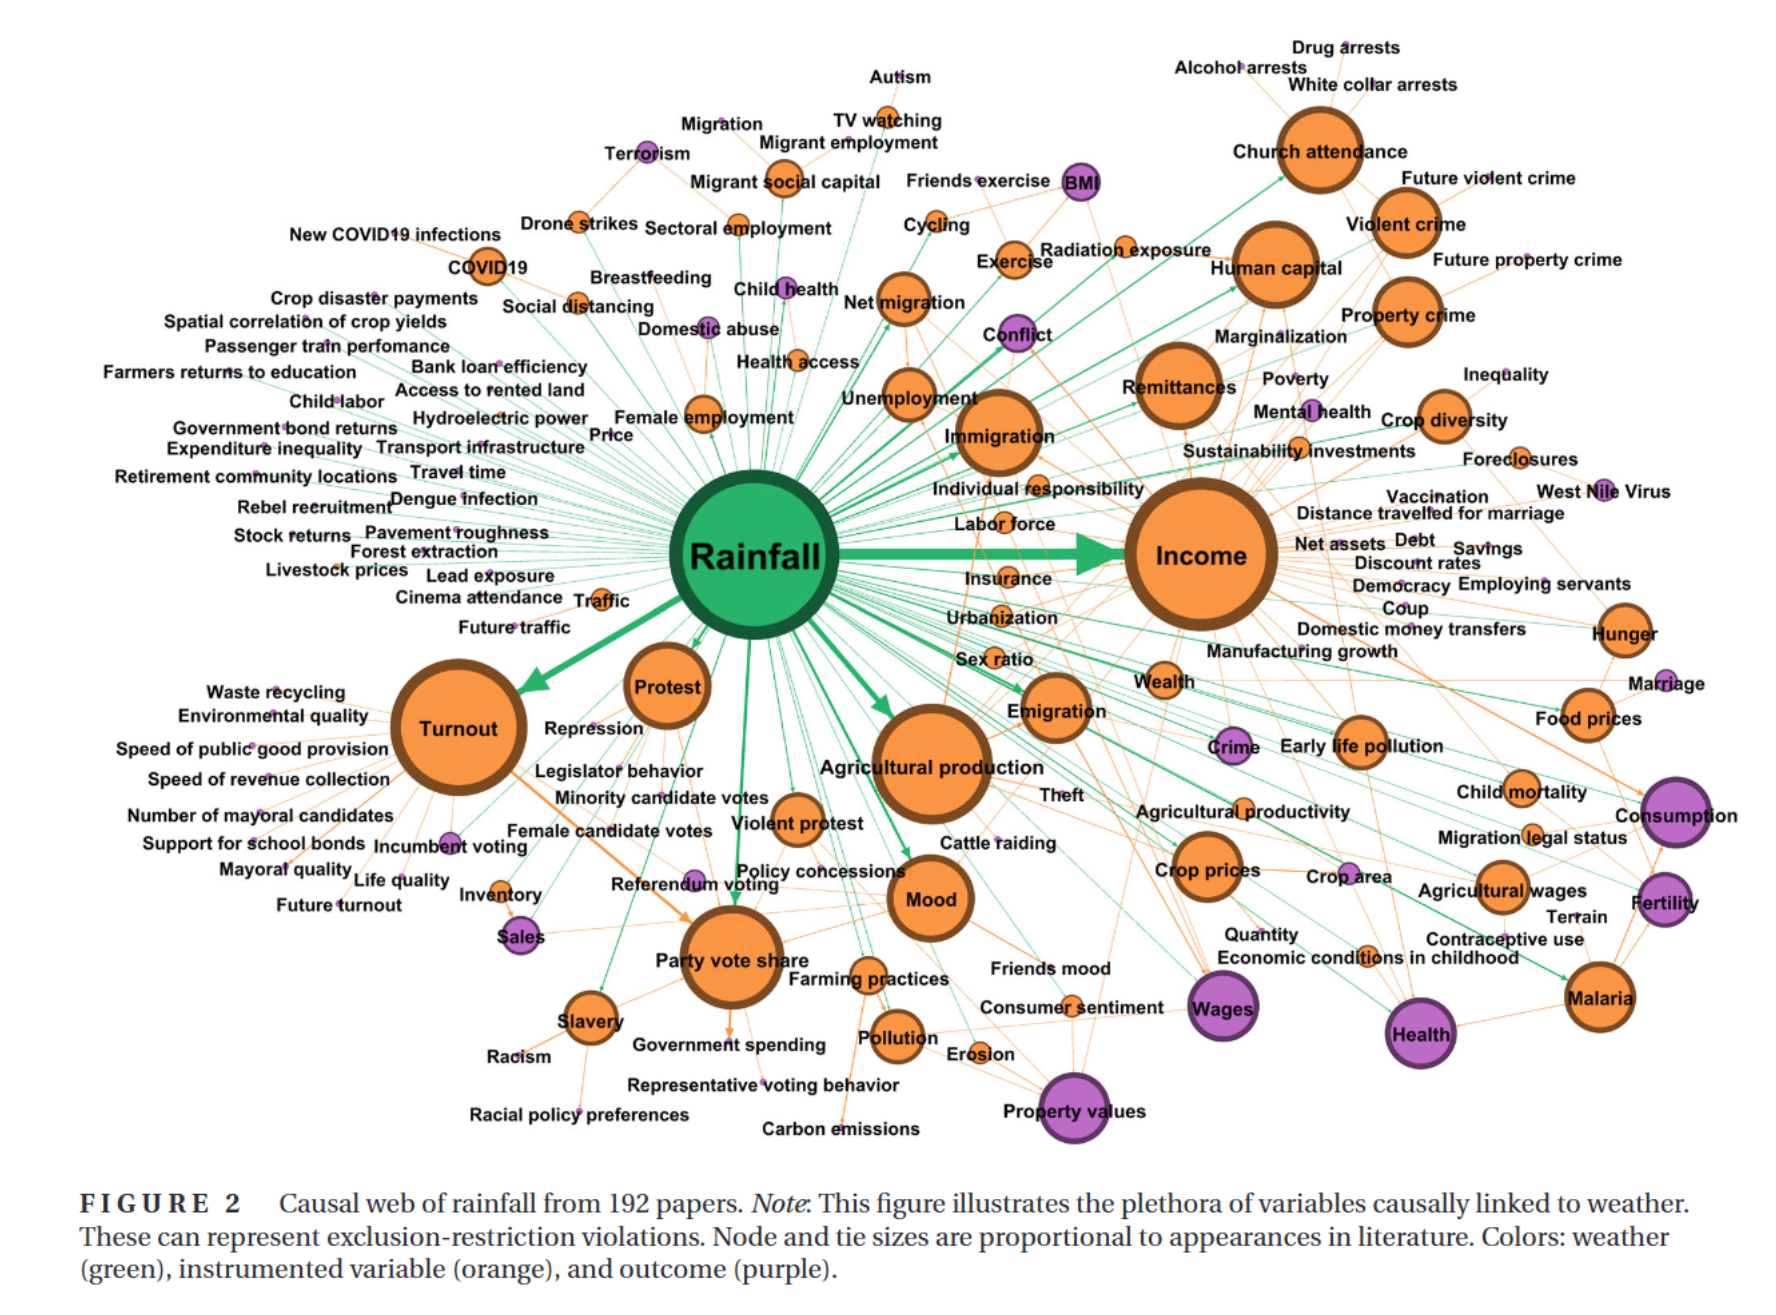 Drug arrests
Alcohol arrests
White collar arrests
Autism
TV watching
Migration
Migrant employment
Church attendance
Terrorism
Migrant social capital
Friends exercise
BMI
Future violent crime
Drone strikes
Sectoral employment
Cycling
Violent crime
New COVID19 infections
Radiation exposure
Exercise
Human capital
Future property crime
COVID19
Breastfeeding
Child health
Crop disaster payments
Social distancing
Net migration
Property crime
Spatial correlation of crop yields
Domestic abuse
Conflict
Marginalization
Passenger train perfomance
Health access
Bank loan efficiency
Farmers returns to education
Access to rented land
Unemployment
Remittances
Poverty
Inequality
Child labor
Hydroelectric power
Female employment
Mental health
Crop diversity
Government bond returns
Price
Immigration
Expenditure inequality
Transport infrastructure
Sustainability investments
Foreclosures
Retirement community locations
Travel time
Individual responsibility
Vaccination
West Nile Virus
Rebel recruitment
Dengue infection
Labor force
Distance travelled for marriage
Stock returns
Pavement roughness
Net assets
Debt
Savings
Forest extraction
Rainfall
Income
Discount rates
Livestock prices
Lead exposure
Insurance
Democracy
Employing servants
Cinema attendance
Traffic
Coup
Future traffic
Urbanization
Domestic money transfers
Hunger
Manufacturing growth
Sex ratio
Wealth
Marriage
Waste recycling
Protest
Environmental quality
Turnout
Repression
Emigration
Food prices
Speed of public good provision
Crime
Early life pollution
Speed of revenue collection
Legislator behavior
Agricultural production
Minority candidate votes
Theft
Child mortality
Number of mayoral candidates
Female candidate votes
Violent protest
Agricultural productivity
Consumption
Support for school bonds
Incumbent voting
Cattle raiding
Migration legal status
Mayoral quality
Life quality
Policy concessions
Crop prices
Crop area
Referendum voting
Inventory
Mood
Agricultural wages
Future turnout
Fertility
Terrain
Sales
Quantity
Contraceptive use
Party vote share
Friends mood
Economic conditions in childhood
Farming practices
Consumer sentiment
Wages
Malaria
Slavery
Pollution
Health
Government spending
Erosion
Racism
Representative voting behavior
Racial policy preferences
Property values
Carbon emissions
FIGURE 2 Causal web of rainfall from 192 papers. Note: This figure illustrates the plethora of variables causally linked to weather.
These can represent exclusion-restriction violations. Node and tie sizes are proportional to appearances in literature. Colors: weather
(green), instrumented variable (orange), and outcome (purple).